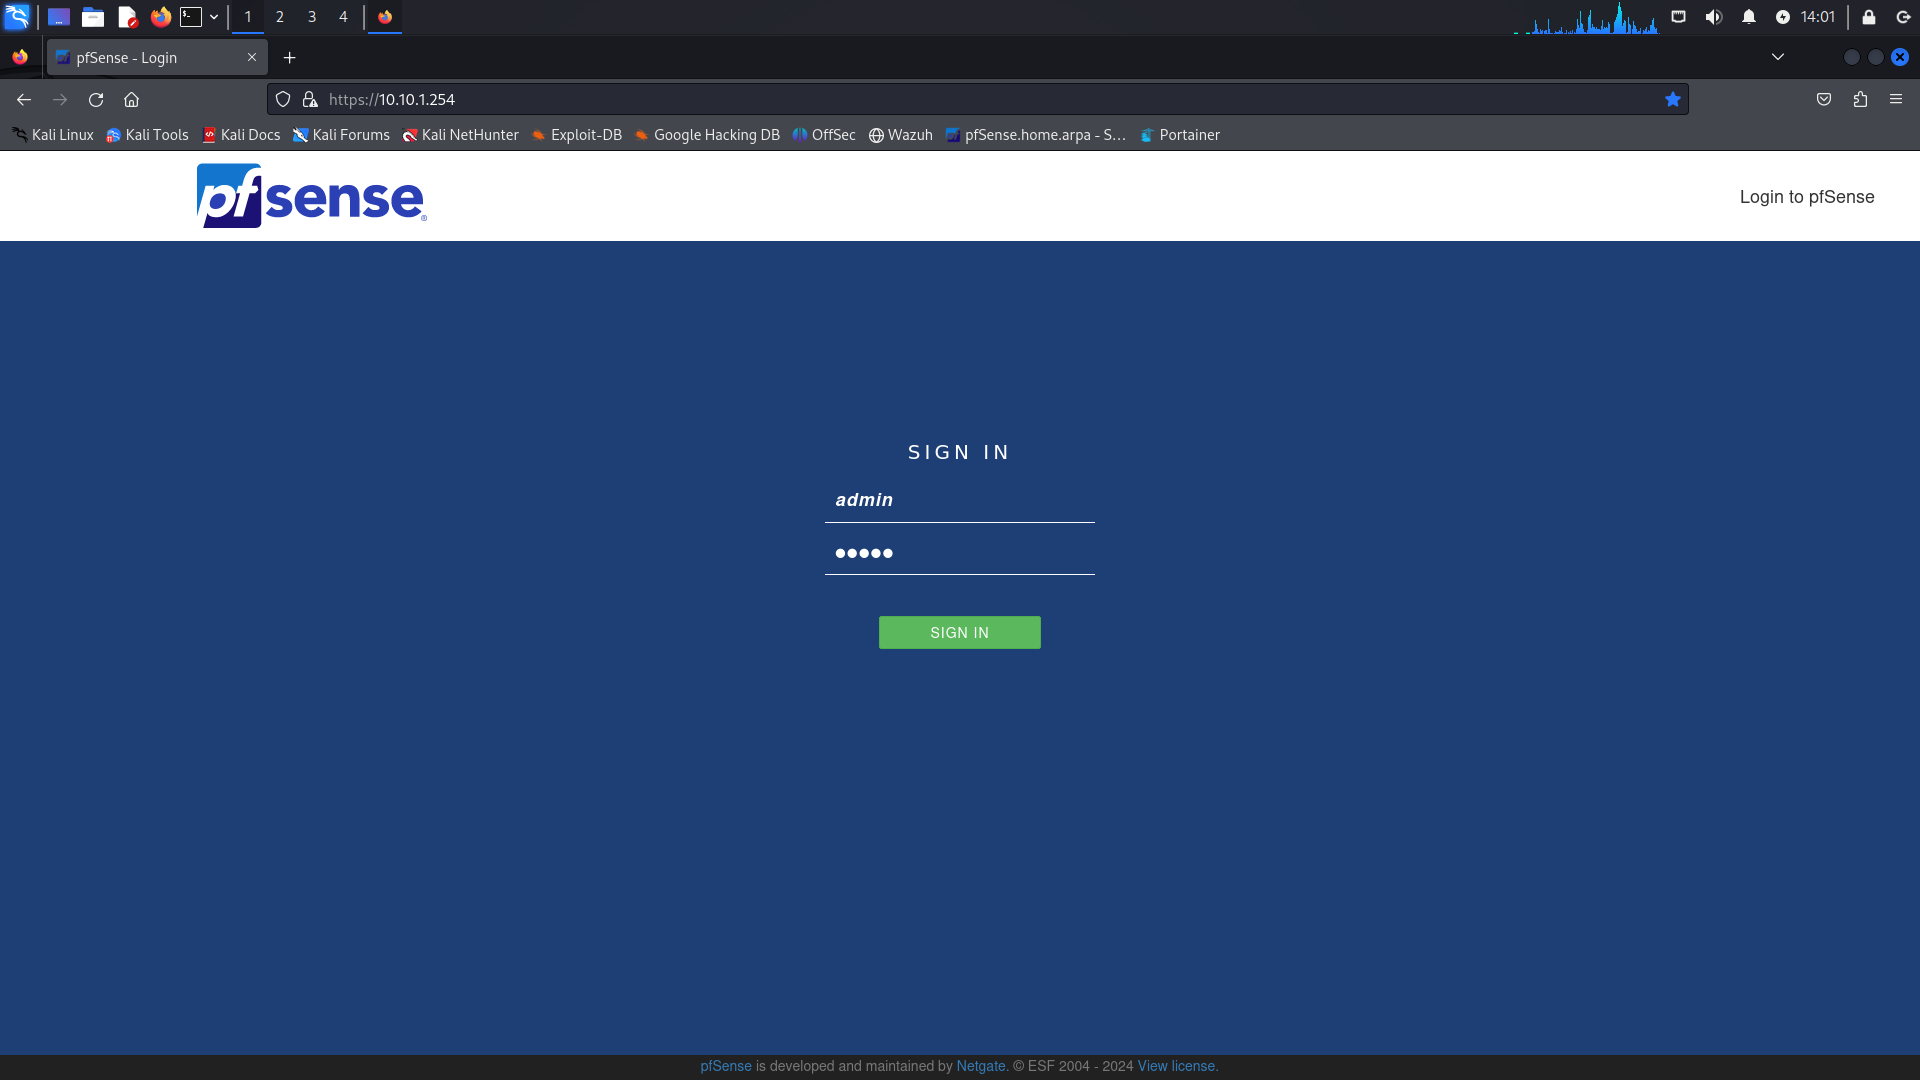 1 2 3 4 14:01
pfSense - Login
https://10.10.1.254
Kali Linux Kali Tools Kali Docs Kali Forums Kali NetHunter Exploit-DB Google Hacking DB OffSec Wazuh pfSense.home.arpa - S... Portainer
pfsense®
Login to pfSense
SIGN IN
admin
●●●●●
SIGN IN
pfSense is developed and maintained by Netgate. © ESF 2004 - 2024 View license.